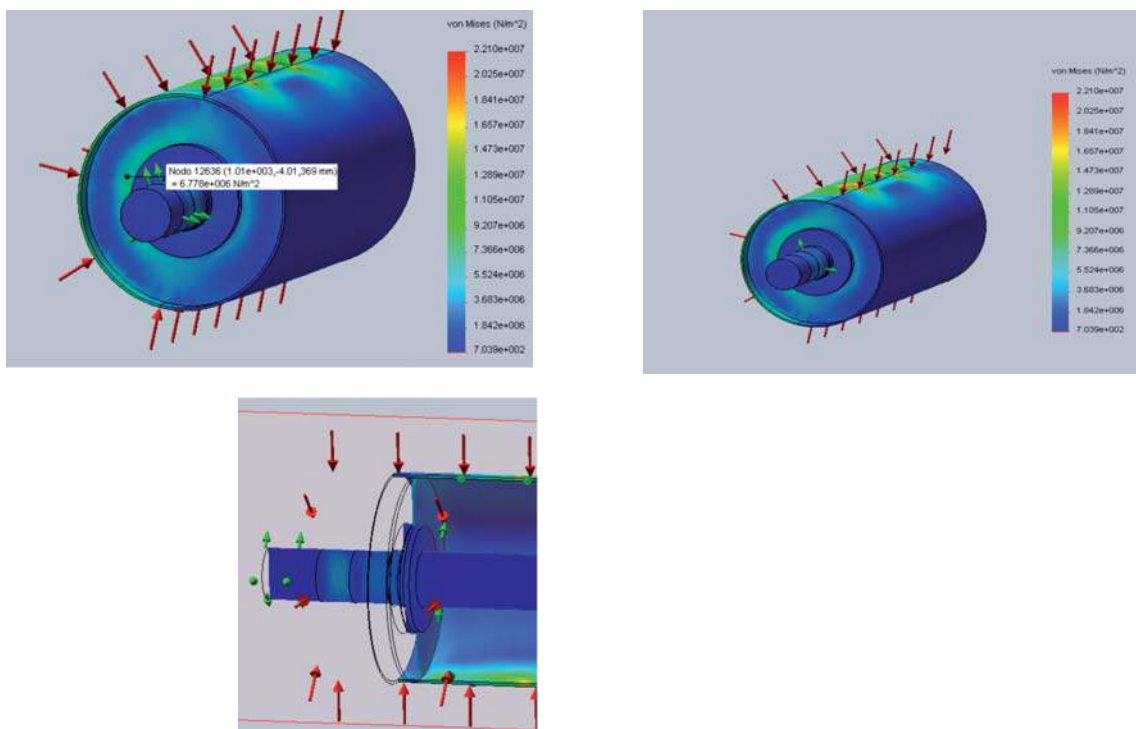 von Mises (N/m^2)
2.210e+007
2.025e+007
1.841e+007
1.657e+007
1.473e+007
1.289e+007
1.105e+007
9.207e+006
7.366e+006
5.524e+006
3.683e+006
1.842e+006
7.039e+002
Nodo 12636 (1.01e+003,-4.01,369 mm)
= 6.778e+006 N/m^2
von Mises (N/m^2)
2.210e+007
2.025e+007
1.841e+007
1.657e+007
1.473e+007
1.289e+007
1.105e+007
9.207e+006
7.366e+006
5.524e+006
3.683e+006
1.842e+006
7.039e+002